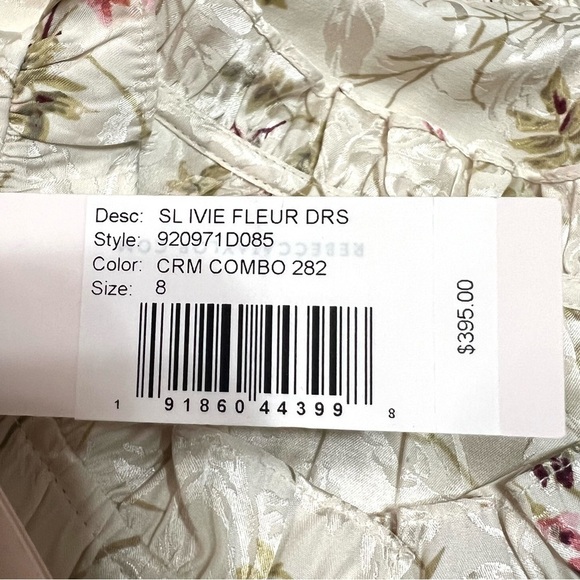 Desc: SL IVIE FLEUR DRS
Style: 920971D085
Color: CRM COMBO 282
Size: 8
$395.00
1 91860 44399 8